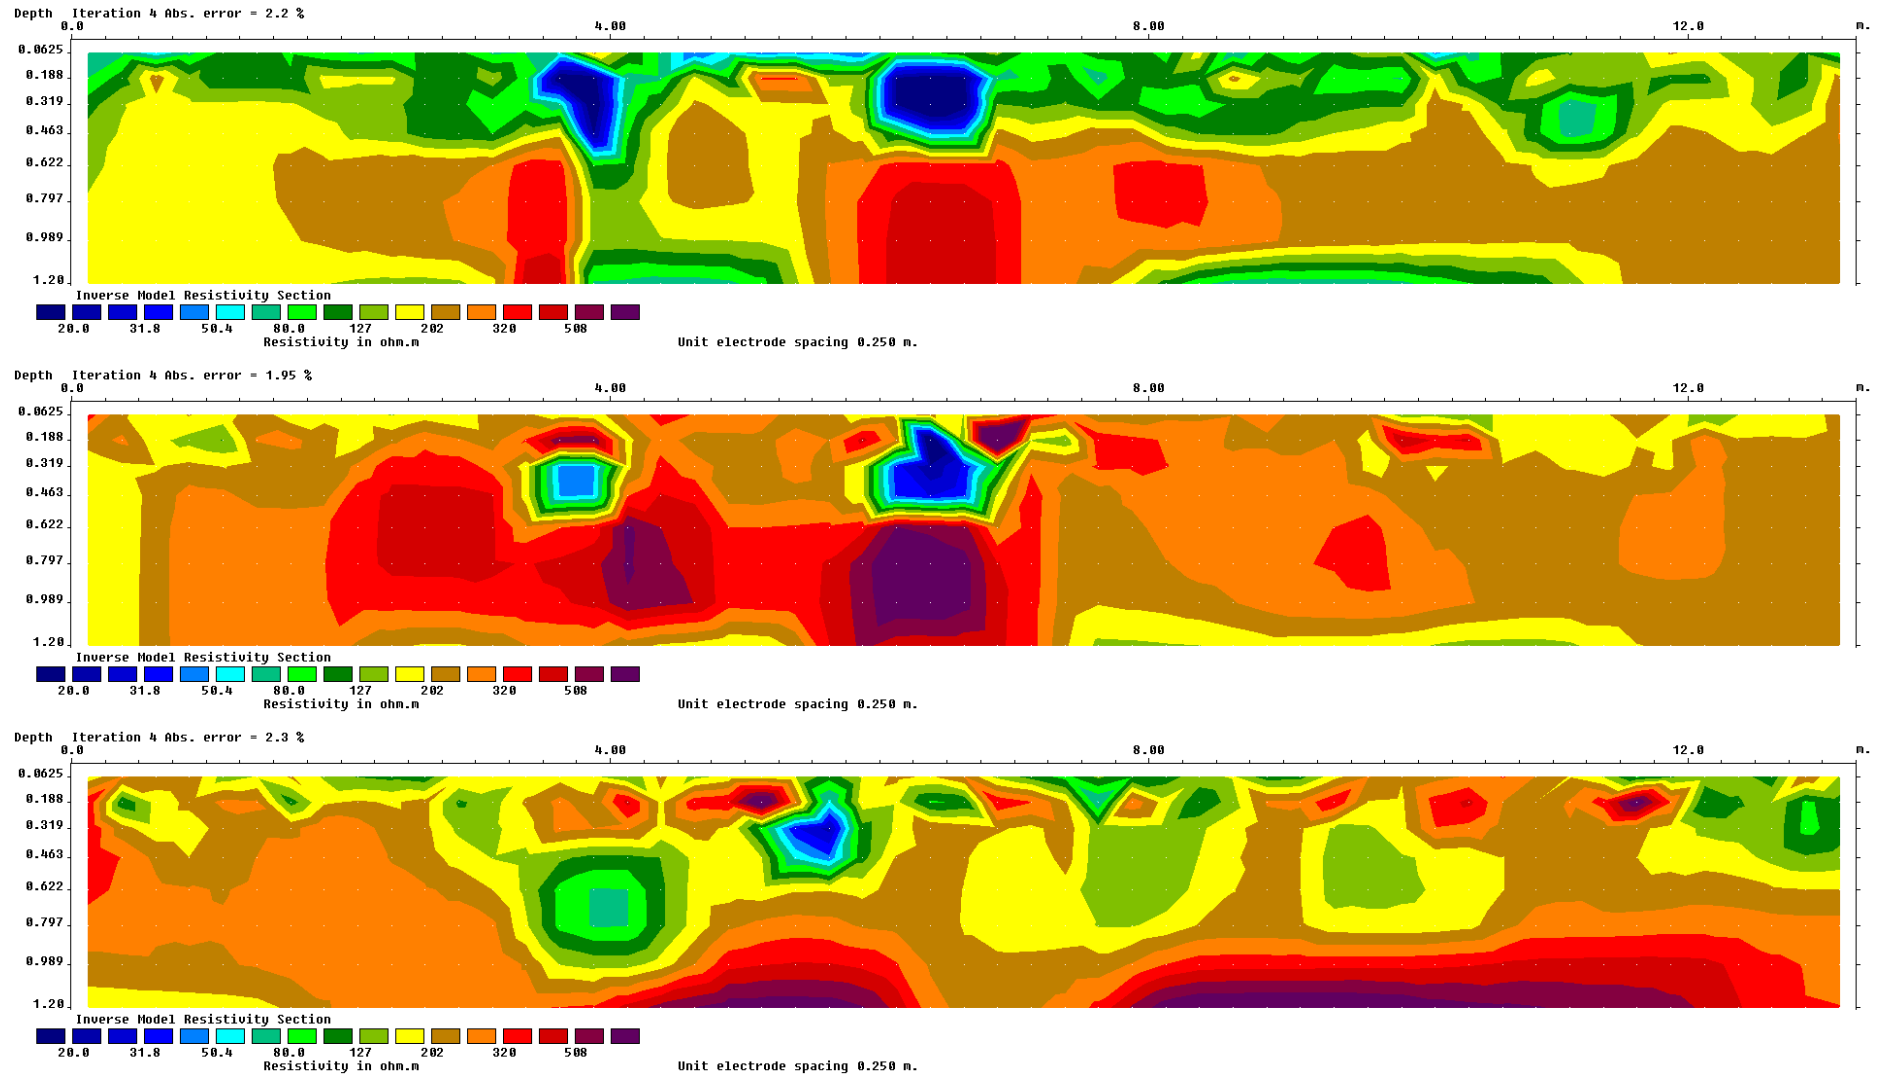 Depth Iteration 4 Abs. error = 2.2 %
0.0 4.00 8.00 12.0 m.
0.0625
0.188
0.319
0.463
0.622
0.797
0.989
1.20
Inverse Model Resistivity Section
20.0 31.8 50.4 80.0 127 202 320 508
Resistivity in ohm.m Unit electrode spacing 0.250 m.
Depth Iteration 4 Abs. error = 1.95 %
0.0 4.00 8.00 12.0 m.
0.0625
0.188
0.319
0.463
0.622
0.797
0.989
1.20
Inverse Model Resistivity Section
20.0 31.8 50.4 80.0 127 202 320 508
Resistivity in ohm.m Unit electrode spacing 0.250 m.
Depth Iteration 4 Abs. error = 2.3 %
0.0 4.00 8.00 12.0 m.
0.0625
0.188
0.319
0.463
0.622
0.797
0.989
1.20
Inverse Model Resistivity Section
20.0 31.8 50.4 80.0 127 202 320 508
Resistivity in ohm.m Unit electrode spacing 0.250 m.